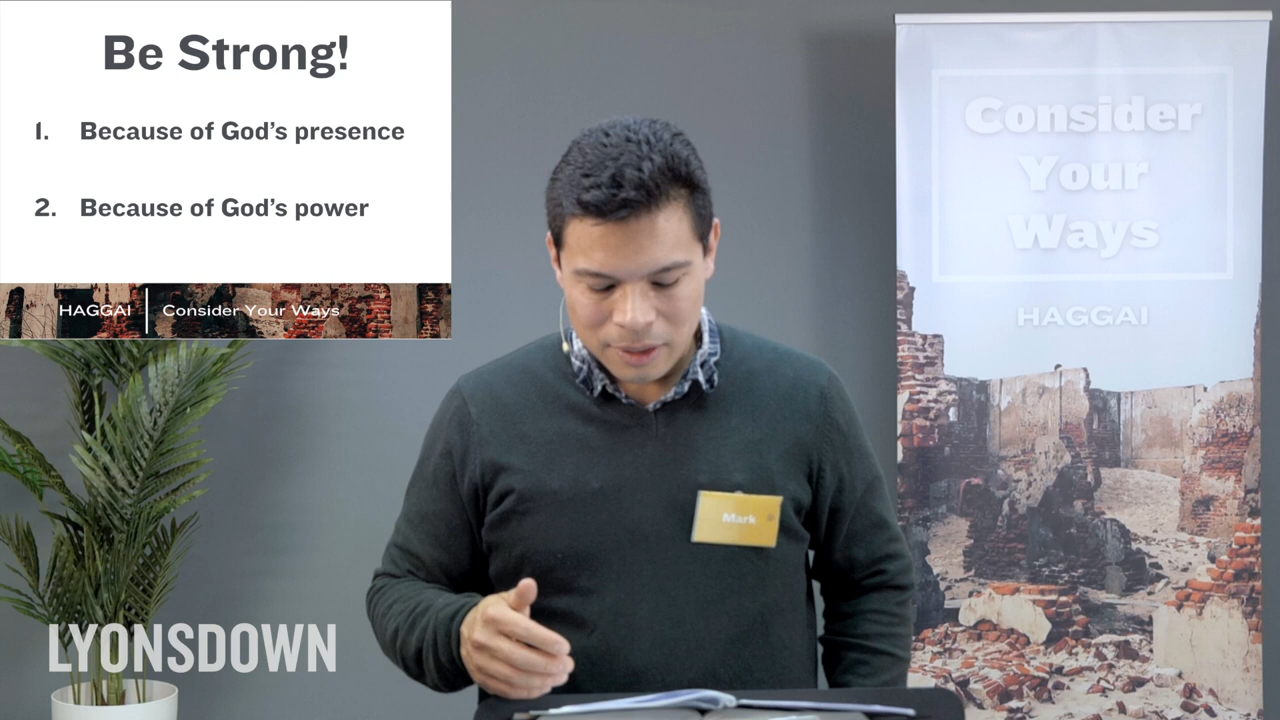 Be Strong!
1. Because of God's presence
2. Because of God's power
HAGGAI | Consider Your Ways
Consider
Your
Ways
HAGGAI
Mark
LYONSDOWN